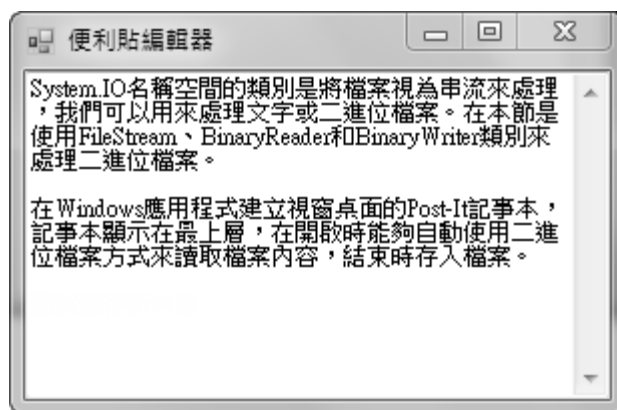 便利貼編輯器
System.IO名稱空間的類別是將檔案視為串流來處理
，我們可以用來處理文字或二進位檔案。在本節是
使用FileStream、BinaryReader和BinaryWriter類別來
處理二進位檔案。
在Windows應用程式建立視窗桌面的Post-It記事本，
記事本顯示在最上層，在開啟時能夠自動使用二進
位檔案方式來讀取檔案內容，結束時存入檔案。